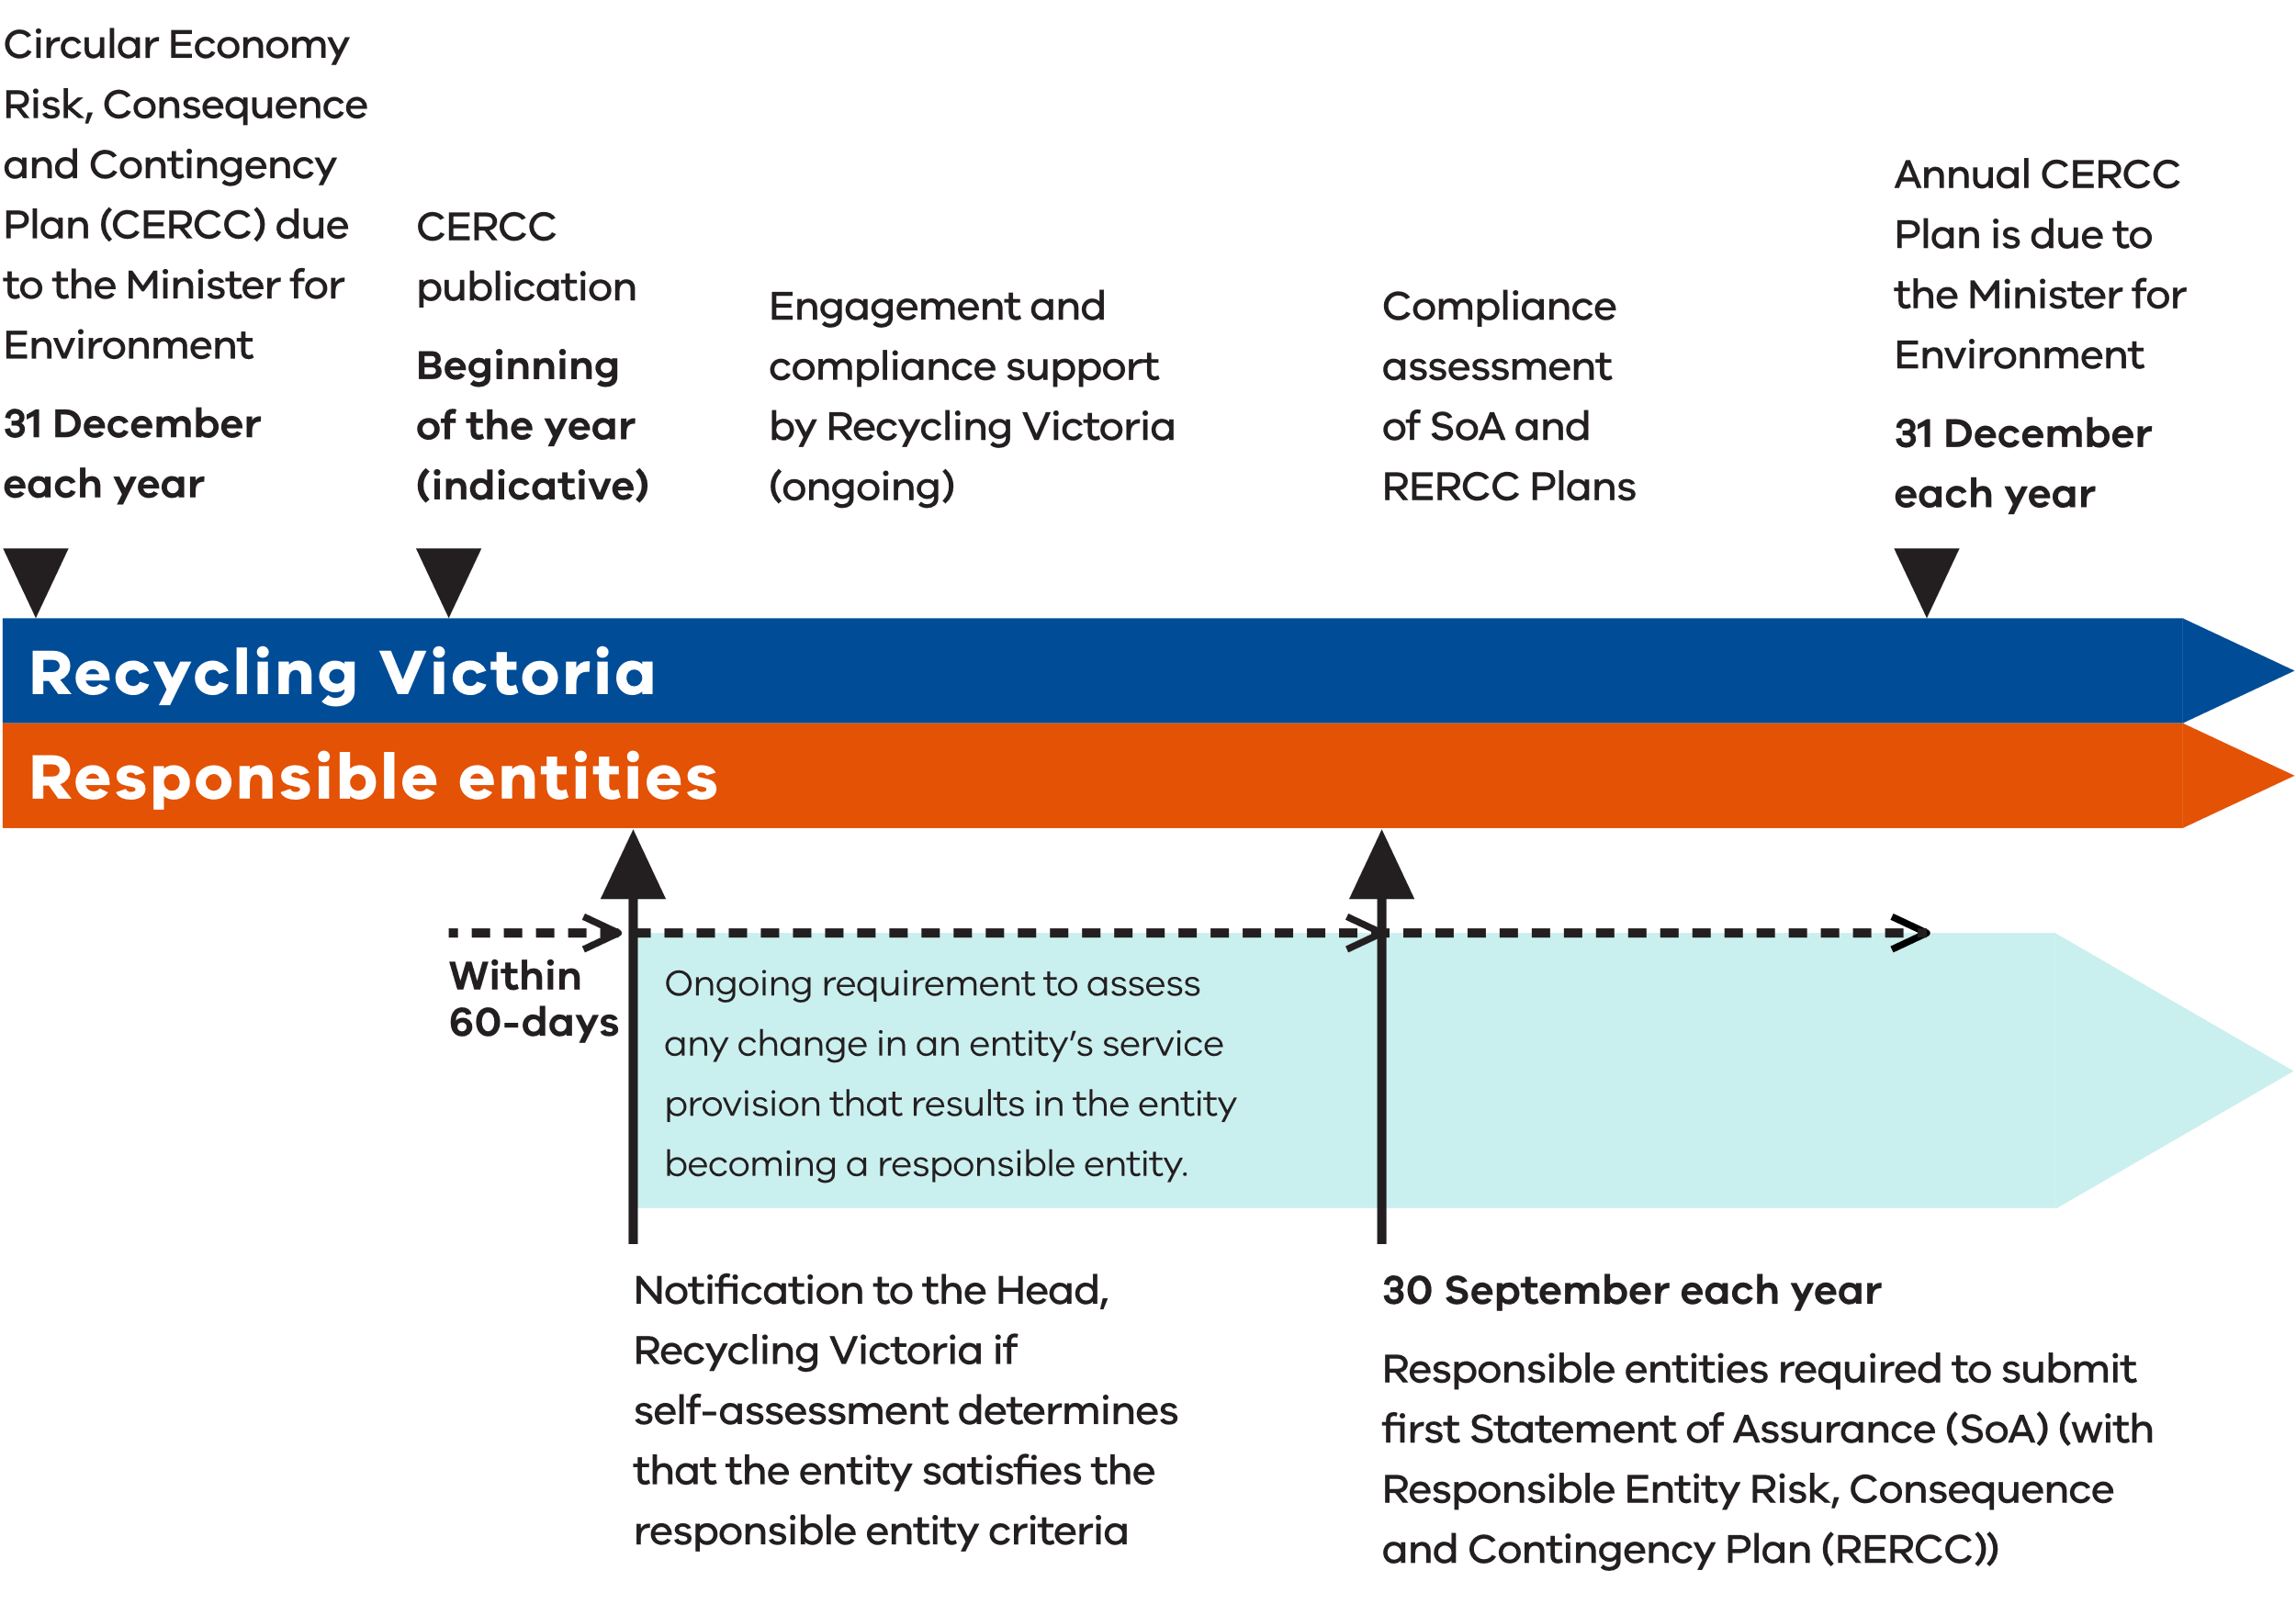 Circular Economy
Risk, Consequence
and Contingency
Plan (CERCC) due
to the Minister for
Environment
31 December
each year
CERCC
publication
Beginning
of the year
(indicative)
Engagement and
compliance support
by Recycling Victoria
(ongoing)
Compliance
assessment
of SoA and
RERCC Plans
Annual CERCC
Plan is due to
the Minister for
Environment
31 December
each year
Recycling Victoria
Responsible entities
Within
60-days
Ongoing requirement to assess
any change in an entity’s service
provision that results in the entity
becoming a responsible entity.
Notification to the Head,
Recycling Victoria if
self-assessment determines
that the entity satisfies the
responsible entity criteria
30 September each year
Responsible entities required to submit
first Statement of Assurance (SoA) (with
Responsible Entity Risk, Consequence
and Contingency Plan (RERCC))